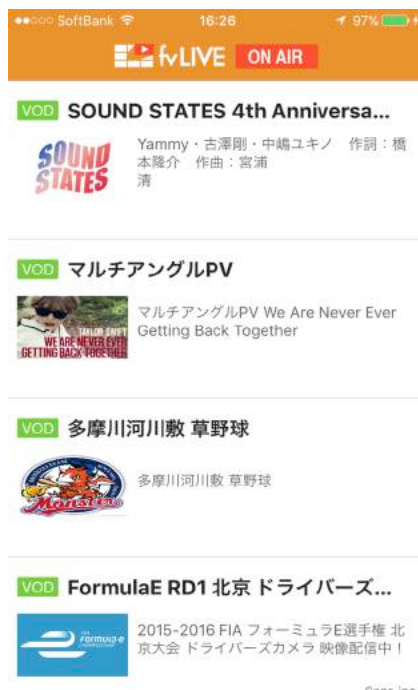 SoftBank 16:26 97%
fvLIVE ON AIR
VOD SOUND STATES 4th Anniversa...
SOUND
STATES
Yammy・古澤剛・中嶋ユキノ　作詞：橋
本隆介　作曲：宮浦
清
VOD マルチアングルPV
TAYLOR SWIFT
WE ARE NEVER EVER
GETTING BACK TOGETHER
マルチアングルPV We Are Never Ever
Getting Back Together
VOD 多摩川河川敷 草野球
Monsters
多摩川河川敷 草野球
VOD FormulaE RD1 北京 ドライバーズ...
FIA
Formula e
CHAMPIONSHIP
2015-2016 FIA フォーミュラE選手権 北
京大会 ドライバーズカメラ 映像配信中！